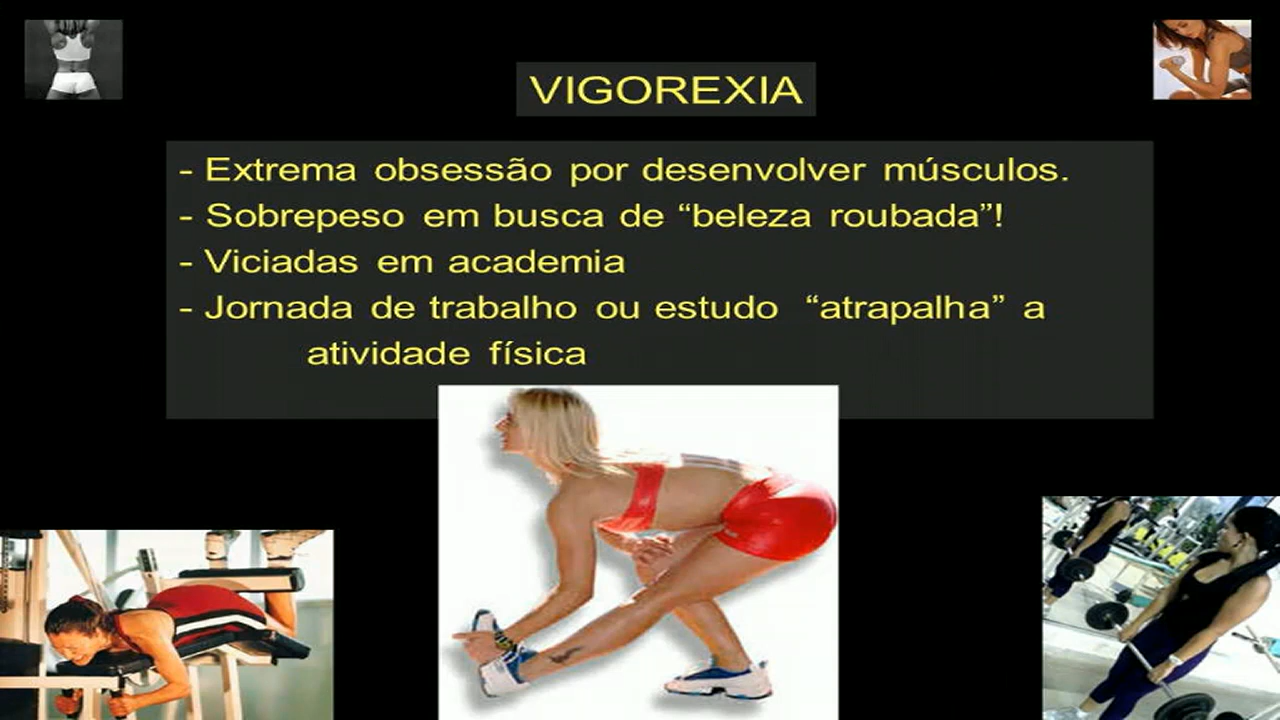 VIGOREXIA
- Extrema obsessão por desenvolver músculos.
- Sobrepeso em busca de “beleza roubada”!
- Viciadas em academia
- Jornada de trabalho ou estudo “atrapalha” a
atividade física